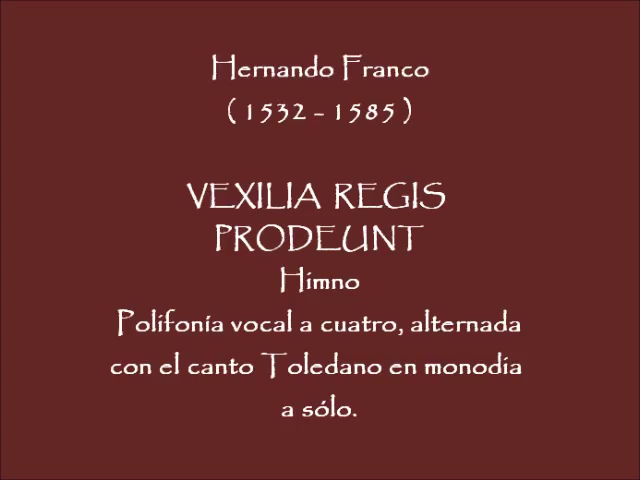 Hernando Franco
( 1532 - 1585 )
VEXILIA REGIS
PRODEUNT
Himno
Polifonía vocal a cuatro, alternada
con el canto Toledano en monodia
a sólo.